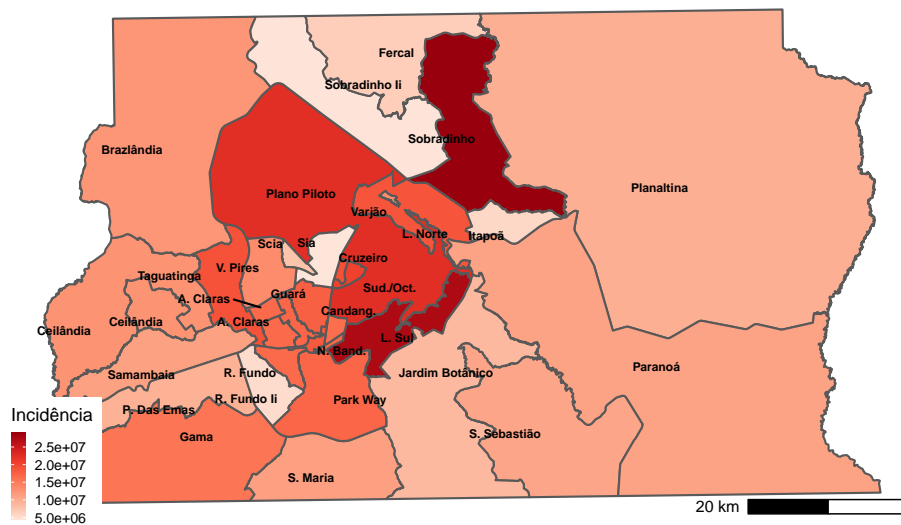 Fercal
Sobradinho Ii
Sobradinho
Brazlândia
Planaltina
Plano Piloto
Varjão
L. Norte
Itapoã
Scia
Sia
Cruzeiro
V. Pires
Taguatinga
Guará
Sud./Oct.
A. Claras
Candang.
Ceilândia
Ceilândia
A. Claras
L. Sul
N. Band.
Samambaia
R. Fundo
Jardim Botânico
Paranoá
R. Fundo Ii
Park Way
P. Das Emas
Gama
S. Sebastião
S. Maria
Incidência
2.5e+07
2.0e+07
1.5e+07
1.0e+07
5.0e+06
20 km